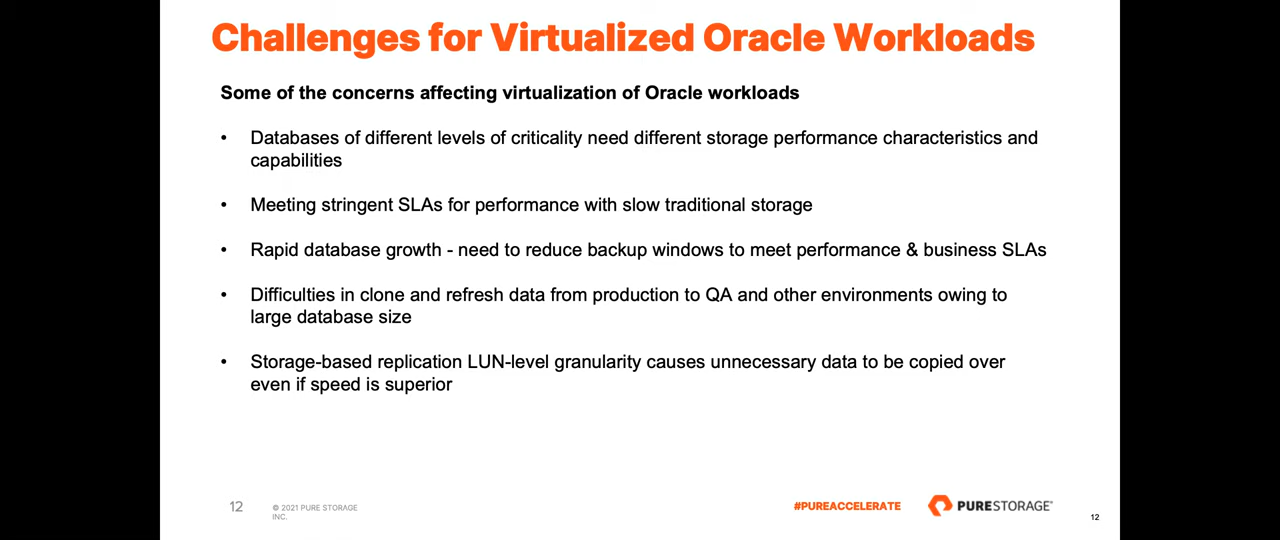 Challenges for Virtualized Oracle Workloads
Some of the concerns affecting virtualization of Oracle workloads
• Databases of different levels of criticality need different storage performance characteristics and
capabilities
• Meeting stringent SLAs for performance with slow traditional storage
• Rapid database growth - need to reduce backup windows to meet performance & business SLAs
• Difficulties in clone and refresh data from production to QA and other environments owing to
large database size
• Storage-based replication LUN-level granularity causes unnecessary data to be copied over
even if speed is superior
12
© 2021 PURE STORAGE
INC.
#PUREACCELERATE
PURESTORAGE
12